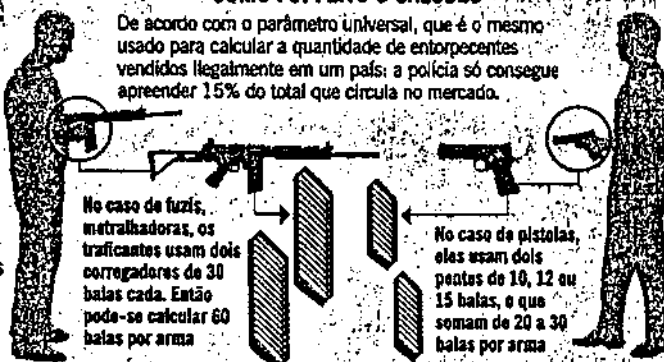 De acordo com o parâmetro universal, que é o mesmo
usado para calcular a quantidade de entorpecentes
vendidos ilegalmente em um país: a polícia só consegue
apreender 15% do total que circula no mercado.
No caso de fuzis,
metralhadoras, os
traficantes usam dois
carregadores de 30
balas cada. Então
pode-se calcular 60
balas por arma
No caso de pistolas,
eles usam dois
pentes de 10, 12 ou
15 balas, o que
somam de 20 a 30
balas por arma